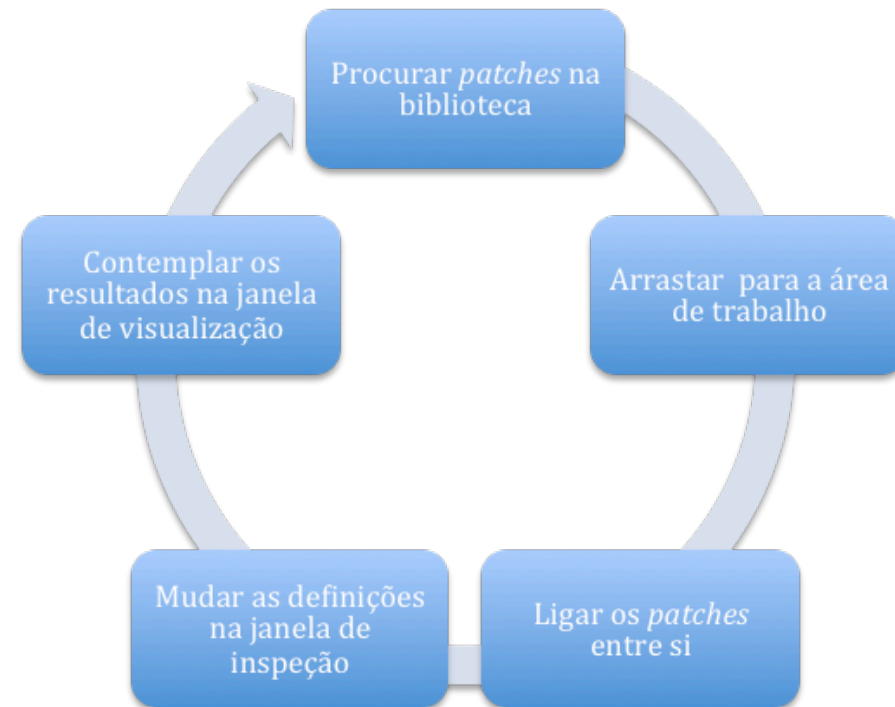 Procurar patches na
biblioteca
Arrastar para a área
de trabalho
Ligar os patches
entre si
Mudar as definições
na janela de
inspeção
Contemplar os
resultados na janela
de visualização